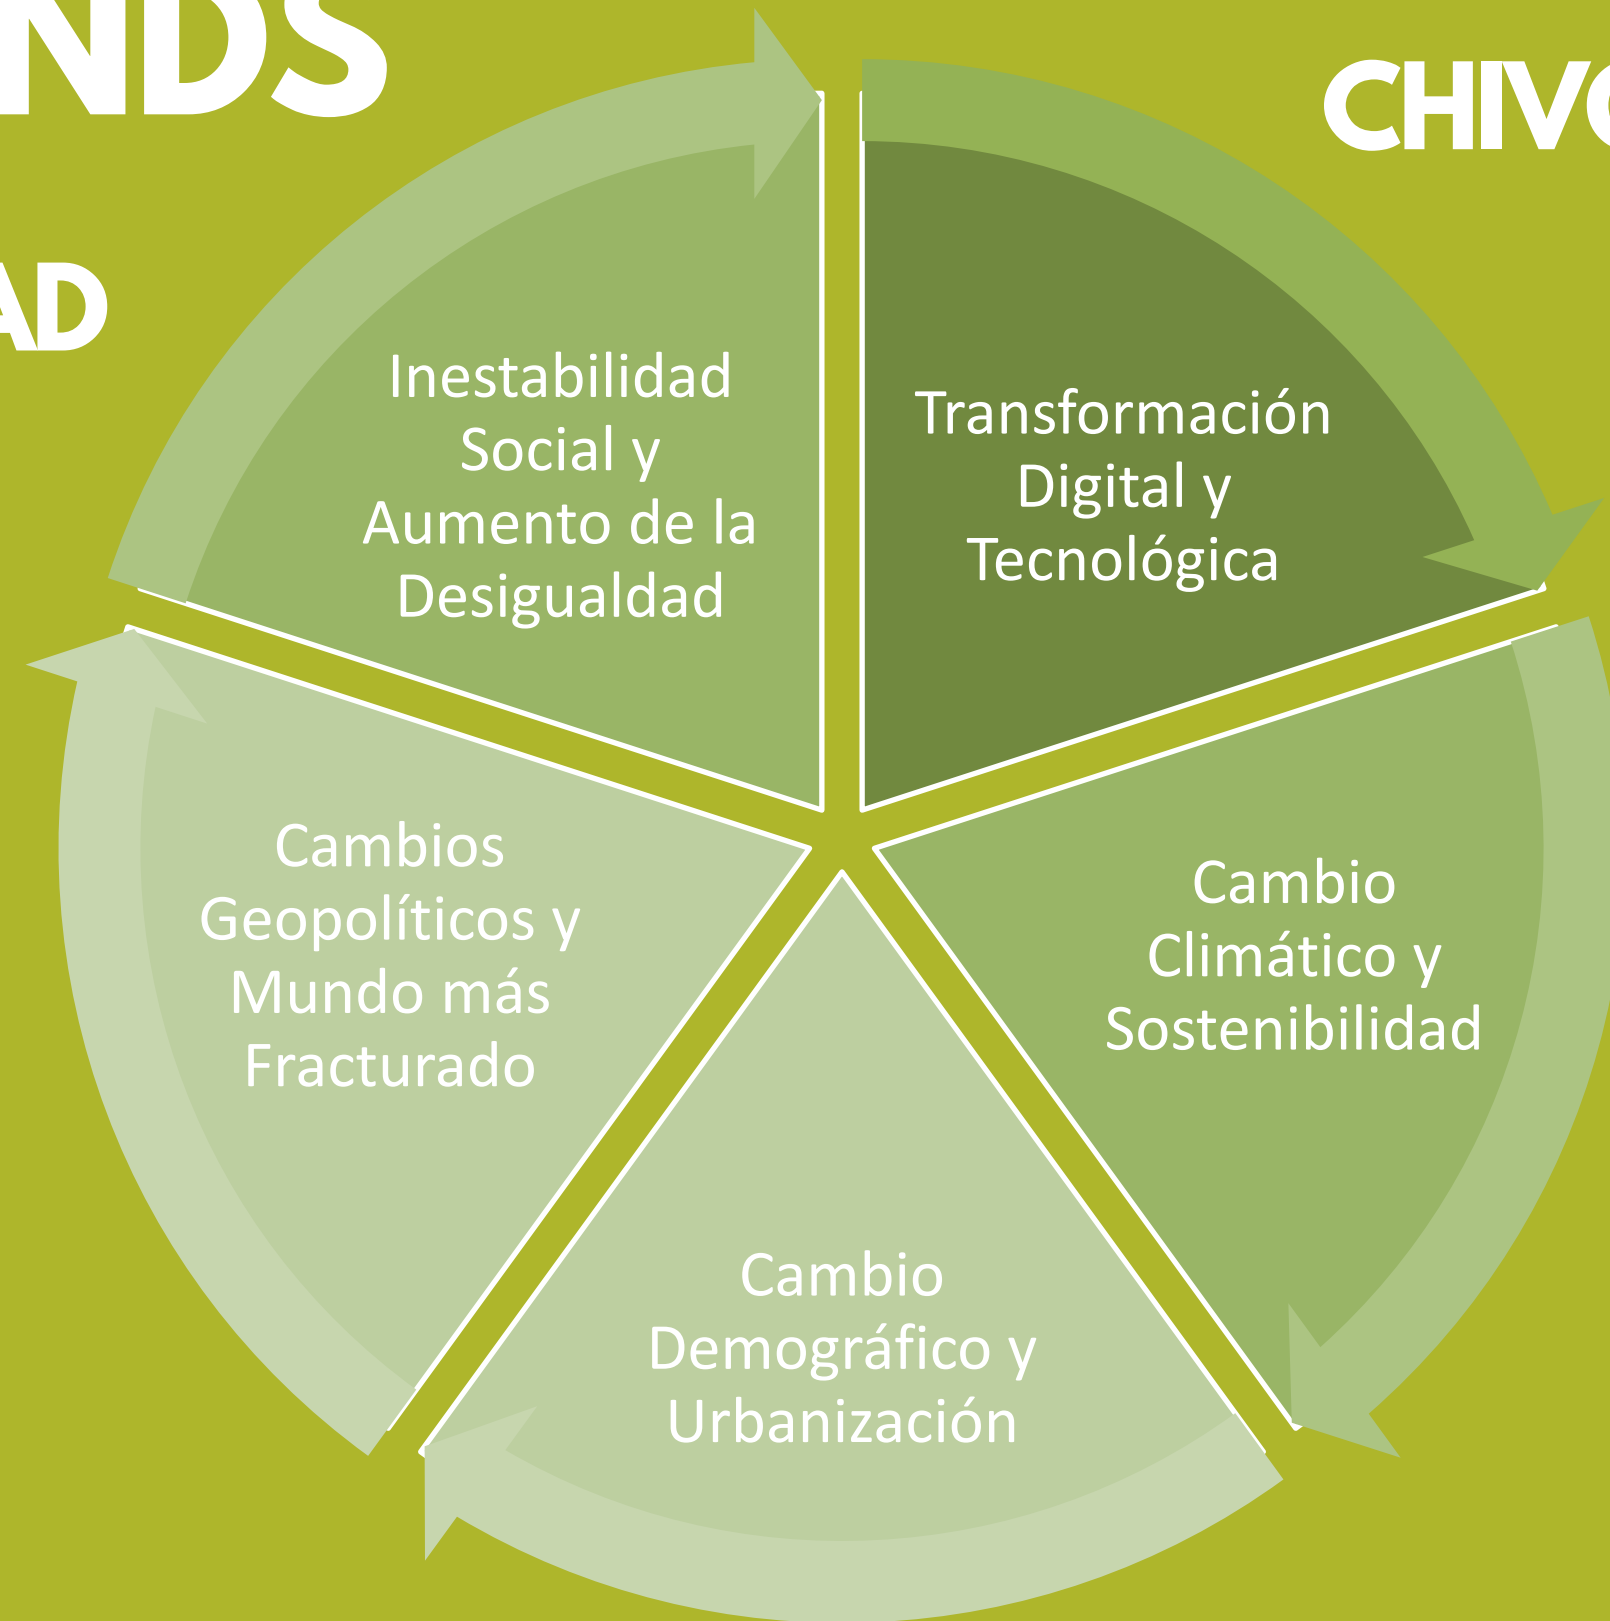 NDS
CHIVO
AD
Inestabilidad
Social y
Aumento de la
Desigualdad
Transformación
Digital y
Tecnológica
Cambios
Geopolíticos y
Mundo más
Fracturado
Cambio
Climático y
Sostenibilidad
Cambio
Demográfico y
Urbanización